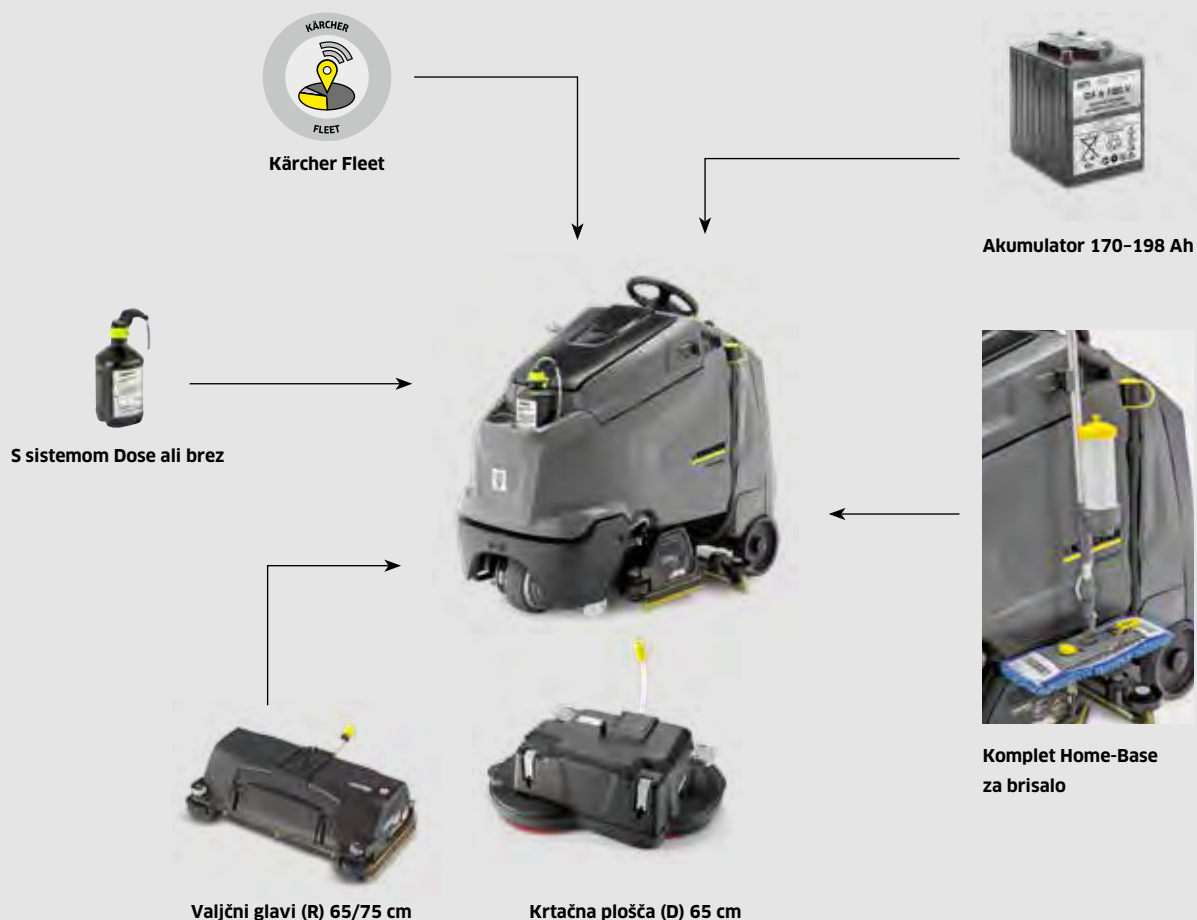 KÄRCHER
FLEET
Kärcher Fleet
Akumulator 170–198 Ah
S sistemom Dose ali brez
Komplet Home-Base
za brisalo
Valjčni glavi (R) 65/75 cm
Krtačna plošča (D) 65 cm